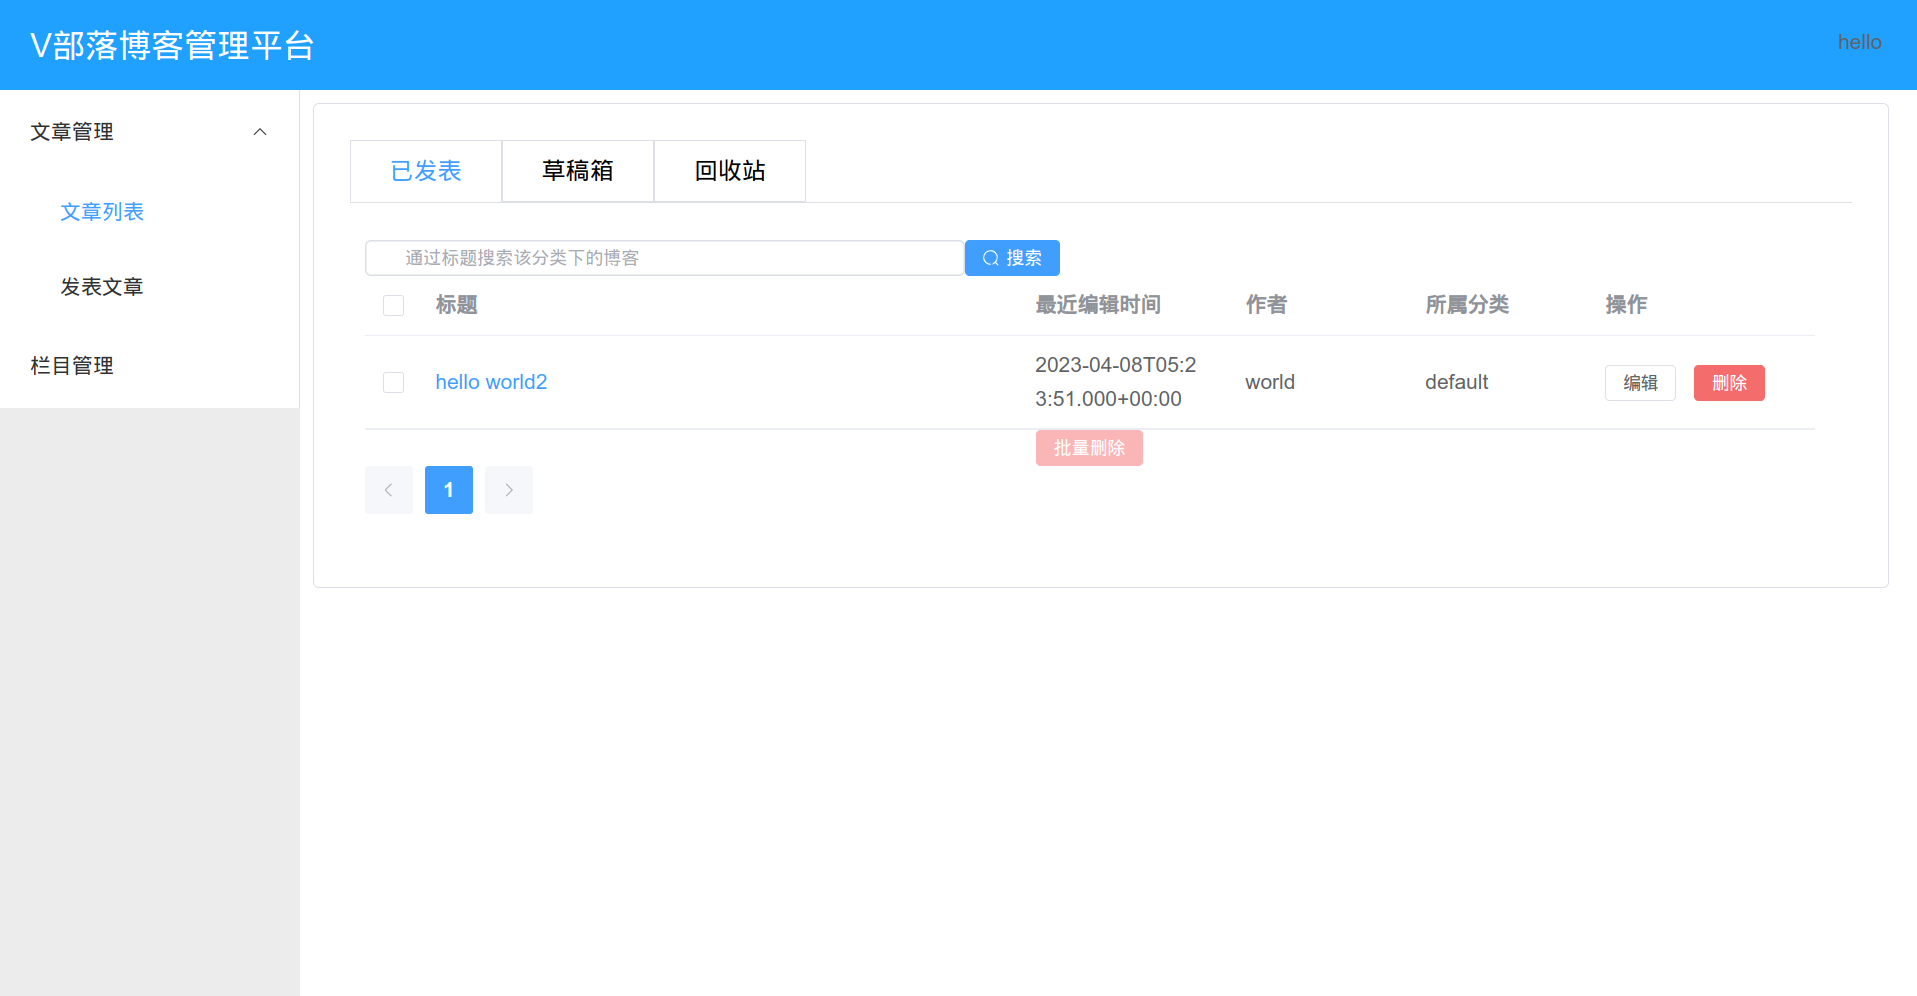 V部落博客管理平台
hello
文章管理
文章列表
发表文章
栏目管理
已发表 草稿箱 回收站
通过标题搜索该分类下的博客 搜索
标题 最近编辑时间 作者 所属分类 操作
hello world2 2023-04-08T05:2 world default 编辑 删除
3:51.000+00:00
批量删除
1